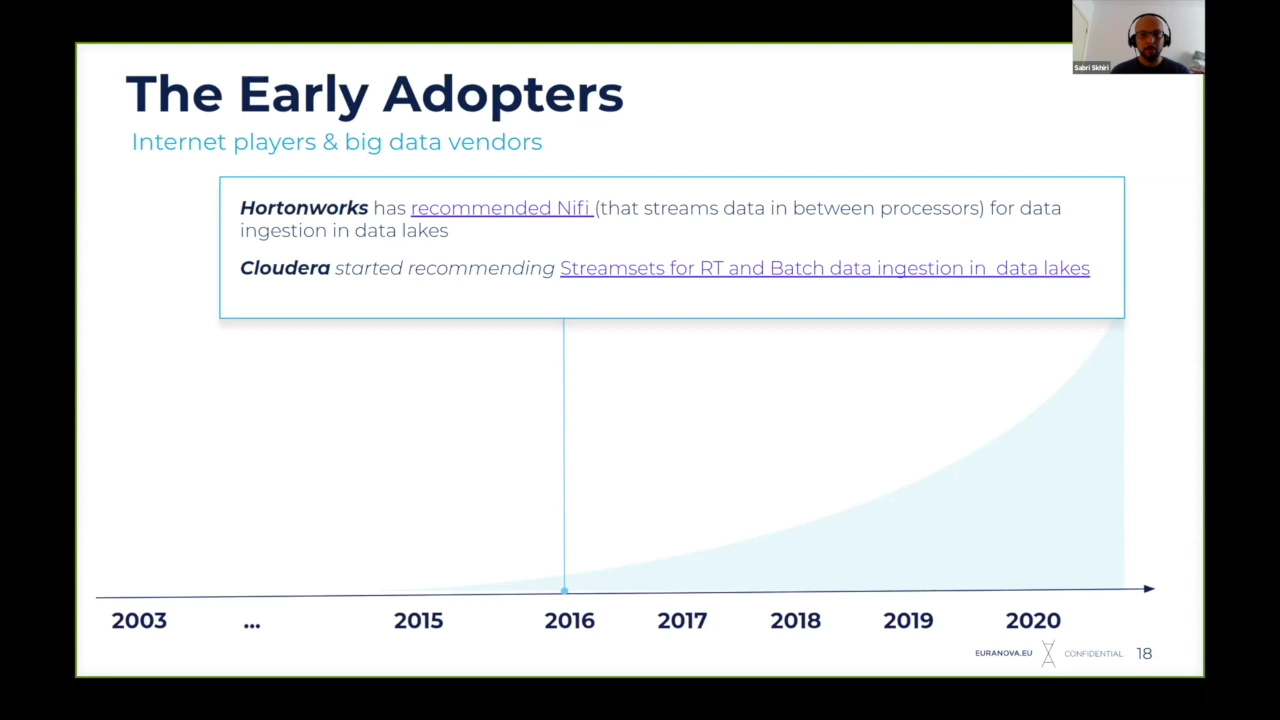 Sabri Skhiri
The Early Adopters
Internet players & big data vendors
Hortonworks has recommended Nifi (that streams data in between processors) for data
ingestion in data lakes
Cloudera started recommending Streamsets for RT and Batch data ingestion in data lakes
2003 ... 2015 2016 2017 2018 2019 2020
EURANOVA.EU CONFIDENTIAL 18